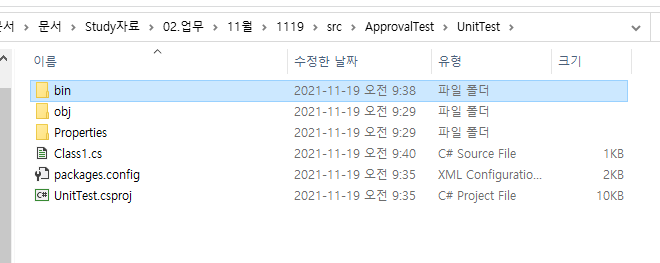 문서 > 문서 > Study자료 > 02.업무 > 11월 > 1119 > src > ApprovalTest > UnitTest >
이름 수정한 날짜 유형 크기
bin 2021-11-19 오전 9:38 파일 폴더
obj 2021-11-19 오전 9:29 파일 폴더
Properties 2021-11-19 오전 9:29 파일 폴더
Class1.cs 2021-11-19 오전 9:40 C# Source File 1KB
packages.config 2021-11-19 오전 9:35 XML Configuratio... 2KB
UnitTest.csproj 2021-11-19 오전 9:35 C# Project File 10KB